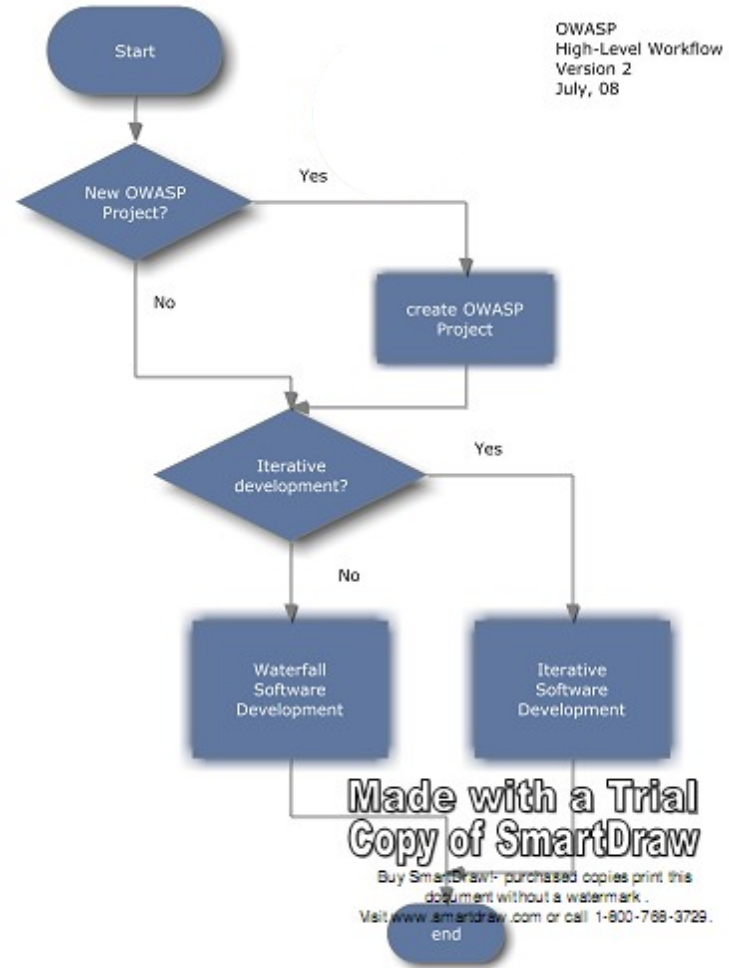 OWASP
High-Level Workflow
Version 2
July, 08
Start
New OWASP
Project?
Yes
No
create OWASP
Project
Iterative
development?
Yes
No
Waterfall
Software
Development
Iterative
Software
Development
Made with a Trial
Copy of SmartDraw
Buy SmartDraw!- purchased copies print this
document without a watermark .
Visit www.smartdraw.com or call 1-800-768-3729.
end